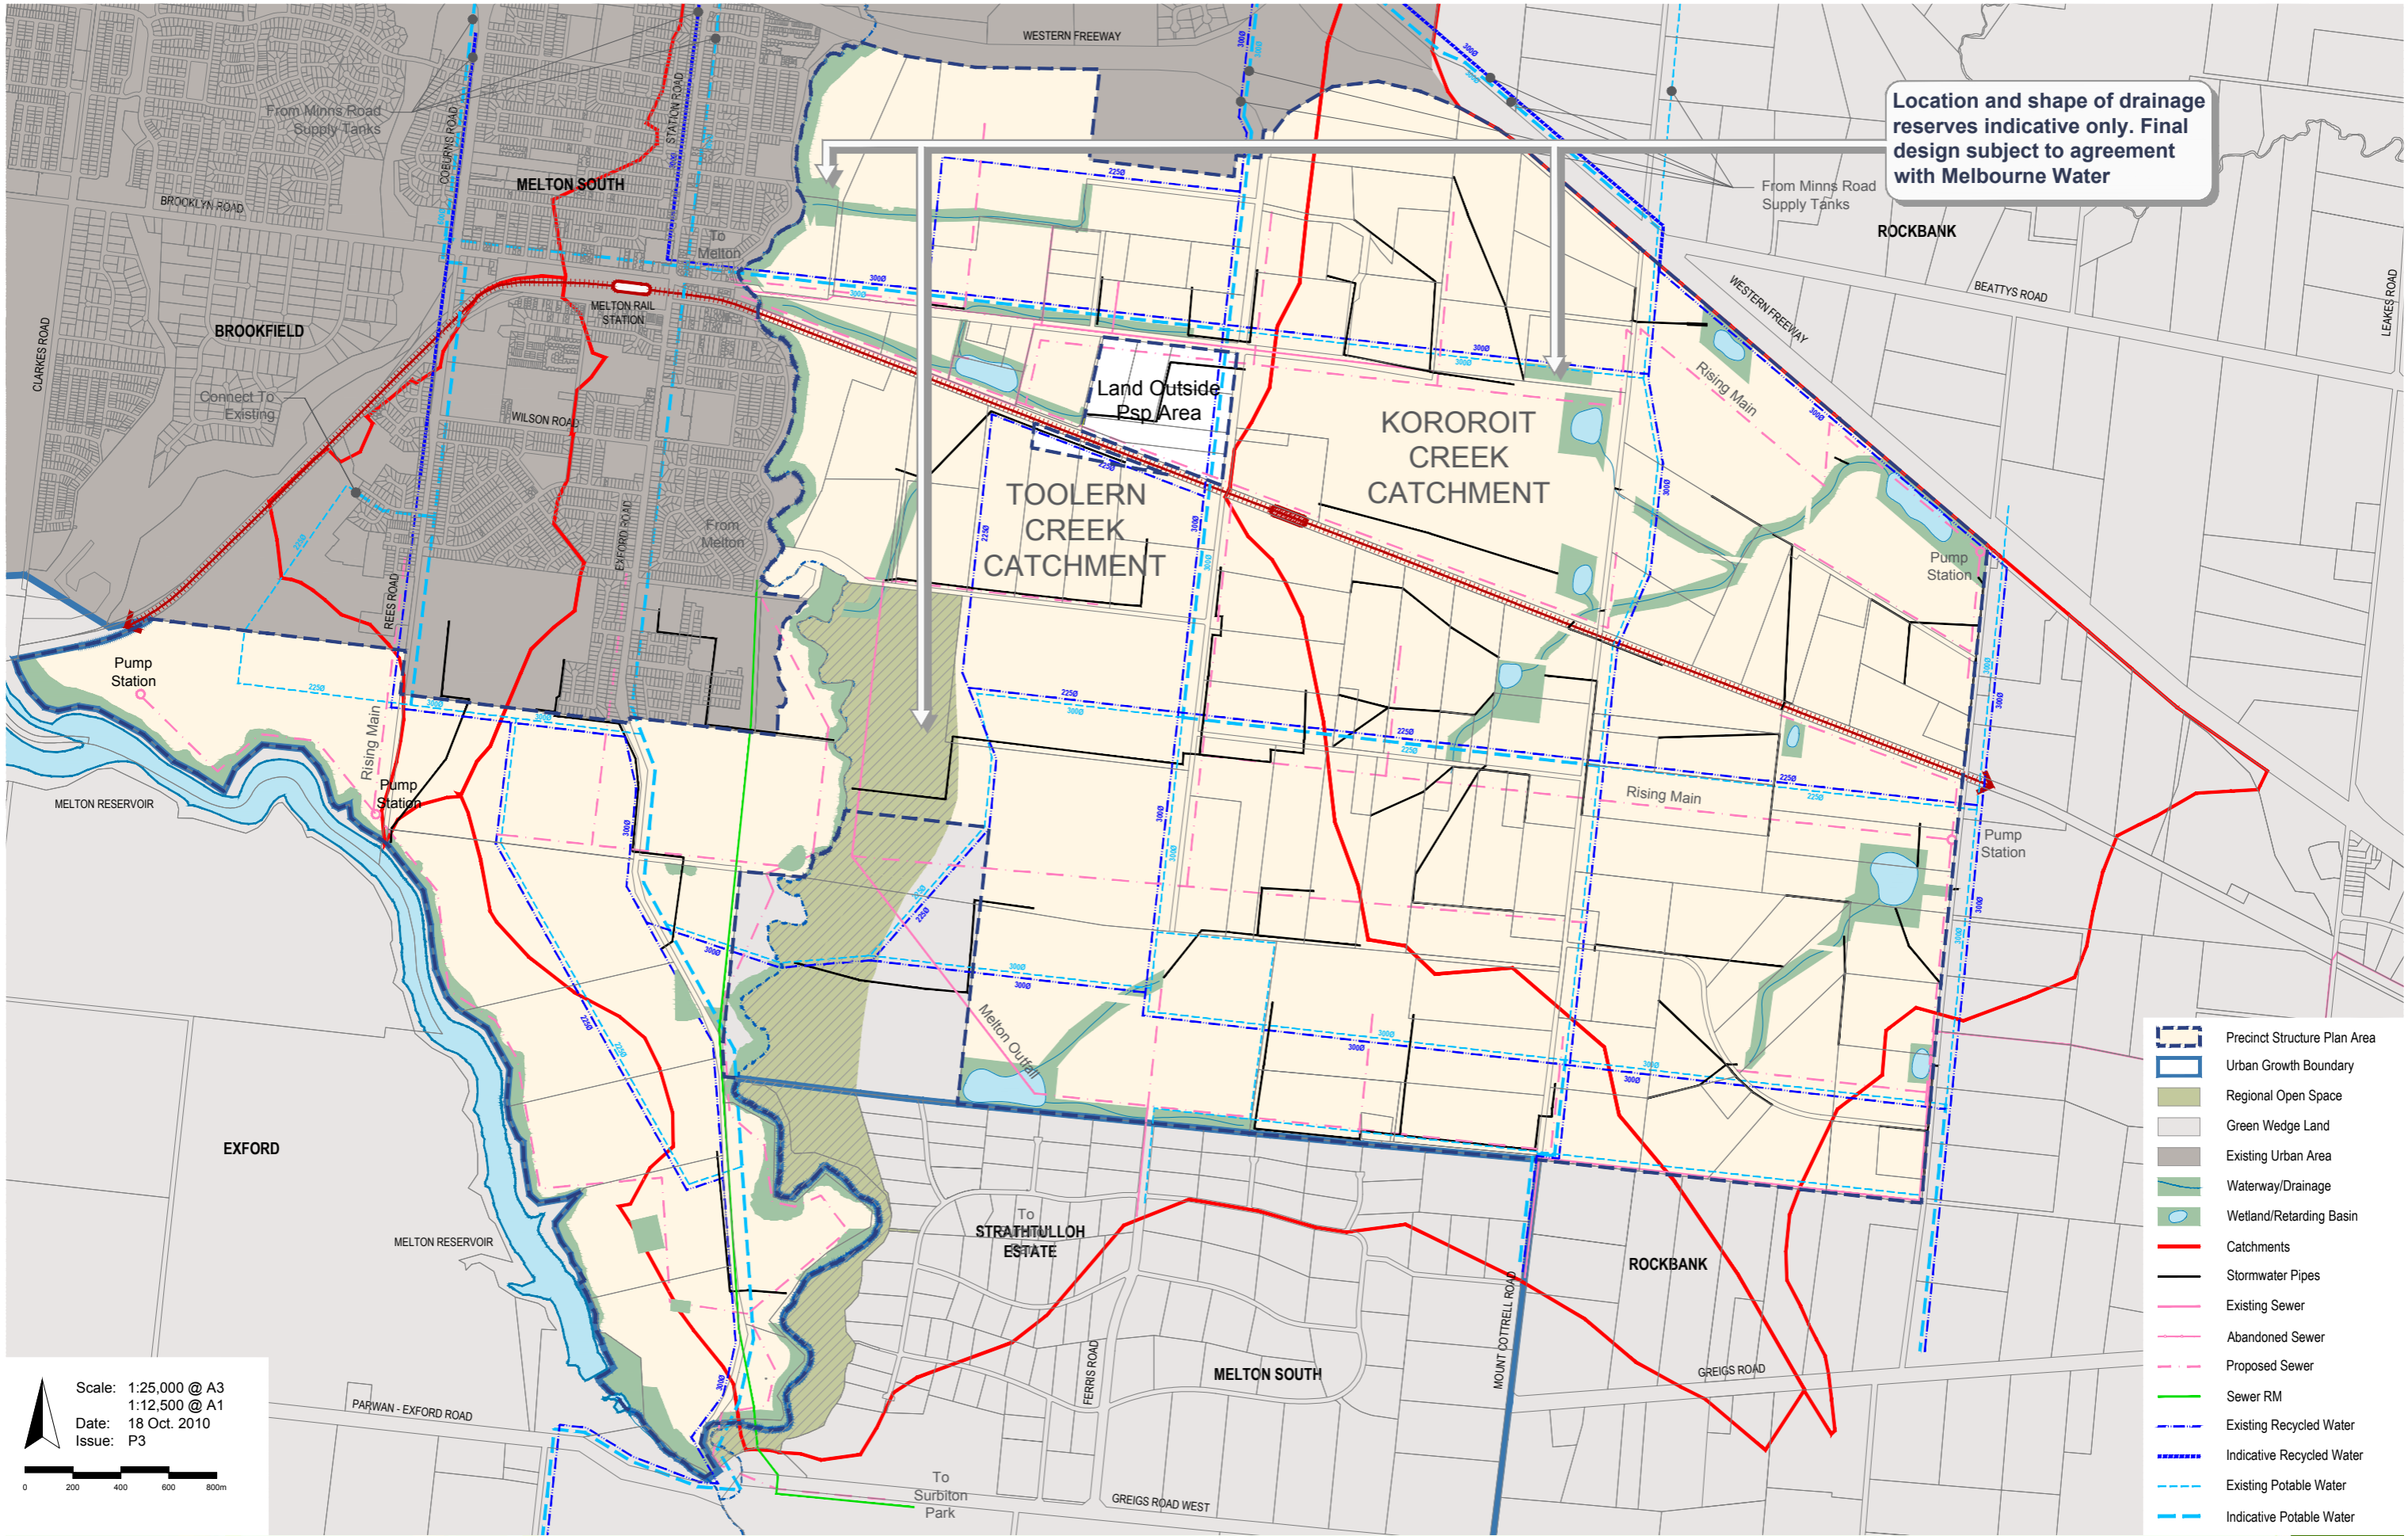 WESTERN FREEWAY
Location and shape of drainage
reserves indicative only. Final
design subject to agreement
with Melbourne Water
From Minns Road
Supply Tanks
COBURNS ROAD
STATION ROAD
MELTON SOUTH
BROOKLYN ROAD
To
Melton
From Minns Road
Supply Tanks
ROCKBANK
BEATTYS ROAD
WESTERN FREEWAY
LEAKES ROAD
CLARKES ROAD
BROOKFIELD
MELTON RAIL
STATION
Connect To
Existing
WILSON ROAD
Land Outside
Psp Area
Rising Main
KOROROIT
CREEK
CATCHMENT
TOOLERN
CREEK
CATCHMENT
From
Melton
EXFORD ROAD
REES ROAD
Pump
Station
Pump
Station
Rising Main
Pump
Station
MELTON RESERVOIR
Rising Main
Pump
Station
Melton Outfall
EXFORD
MELTON RESERVOIR
To
STRATHTULLOH
ESTATE
ROCKBANK
MOUNT COTTRELL ROAD
FERRIS ROAD
MELTON SOUTH
GREIGS ROAD
PARWAN - EXFORD ROAD
To
Surbiton
Park
GREIGS ROAD WEST
225Ø
300Ø
Scale: 1:25,000 @ A3
1:12,500 @ A1
Date: 18 Oct. 2010
Issue: P3
0 200 400 600 800m
Precinct Structure Plan Area
Urban Growth Boundary
Regional Open Space
Green Wedge Land
Existing Urban Area
Waterway/Drainage
Wetland/Retarding Basin
Catchments
Stormwater Pipes
Existing Sewer
Abandoned Sewer
Proposed Sewer
Sewer RM
Existing Recycled Water
Indicative Recycled Water
Existing Potable Water
Indicative Potable Water